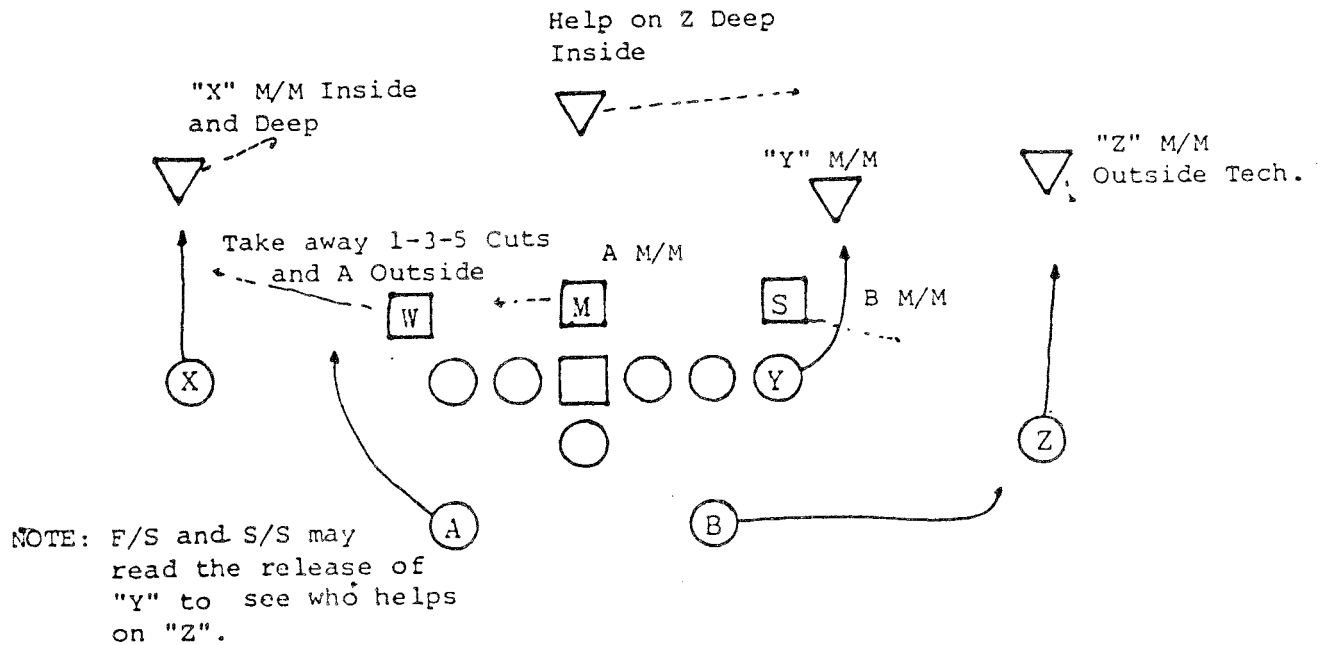 Help on Z Deep
Inside
"X" M/M Inside
and Deep
"Y" M/M
"Z" M/M
Outside Tech.
Take away 1-3-5 Cuts
and A Outside
A M/M
B M/M
W
M
S
X
Y
Z
A
B
NOTE: F/S and S/S may
read the release of
"Y" to see who helps
on "Z".